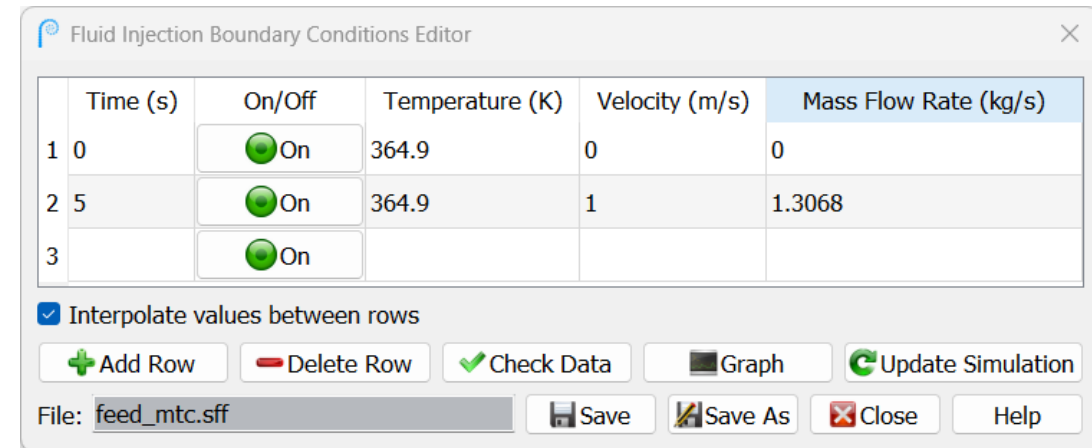 Fluid Injection Boundary Conditions Editor
Time (s) On/Off Temperature (K) Velocity (m/s) Mass Flow Rate (kg/s)
1 0 On 364.9 0 0
2 5 On 364.9 1 1.3068
3 On
Interpolate values between rows
Add Row Delete Row Check Data Graph Update Simulation
File: feed_mtc.sff Save Save As Close Help